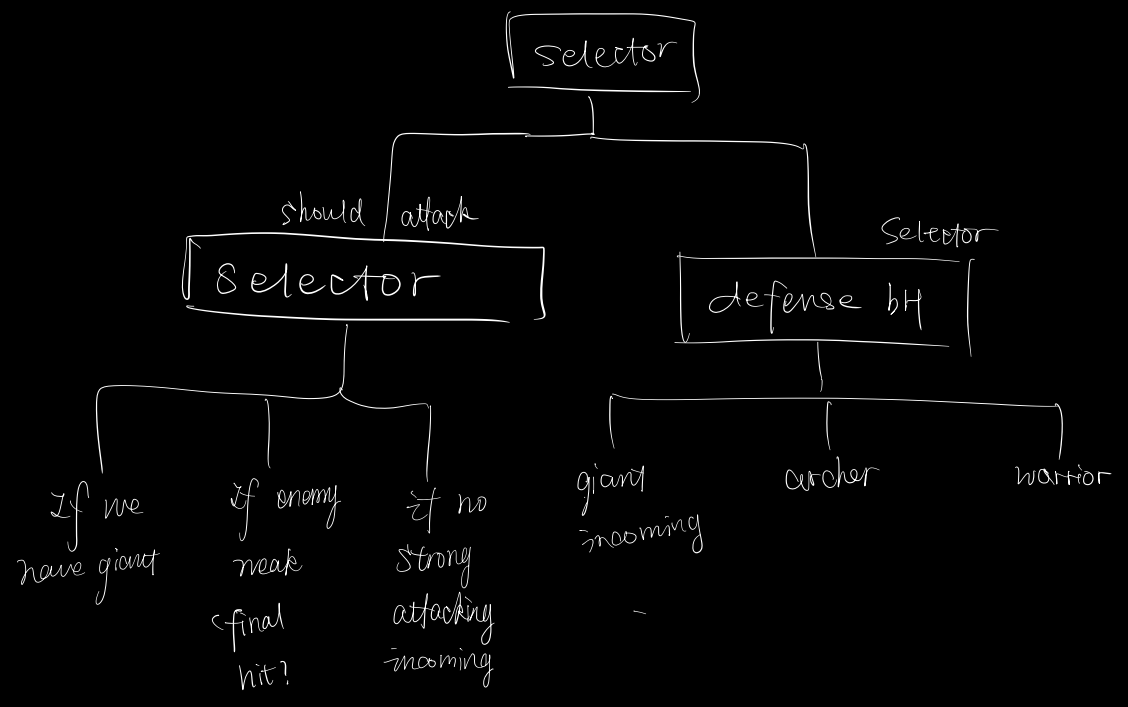 selector
should attack
selector
Selector
defense bH
If we
have giant
If enemy
weak
(final
hit?
if no
strong
attacking
incoming
giant
incoming
archer
warrior